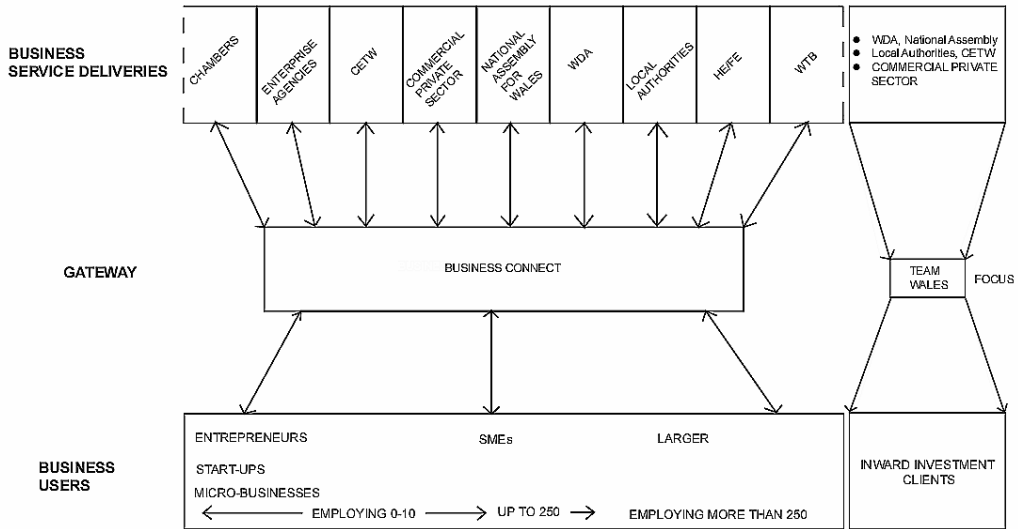 BUSINESS
SERVICE DELIVERIES
CHAMBERS
ENTERPRISE
AGENCIES
CETW
COMMERCIAL
PRIVATE
SECTOR
NATIONAL
ASSEMBLY
FOR
WALES
WDA
LOCAL
AUTHORITIES
HE/FE
WTB
● WDA, National Assembly
● Local Authorities, CETW
● COMMERCIAL PRIVATE
SECTOR
GATEWAY
BUSINESS CONNECT
TEAM
WALES
FOCUS
BUSINESS
USERS
ENTREPRENEURS
SMEs
LARGER
START-UPS
MICRO-BUSINESSES
EMPLOYING 0-10
UP TO 250
EMPLOYING MORE THAN 250
INWARD INVESTMENT
CLIENTS